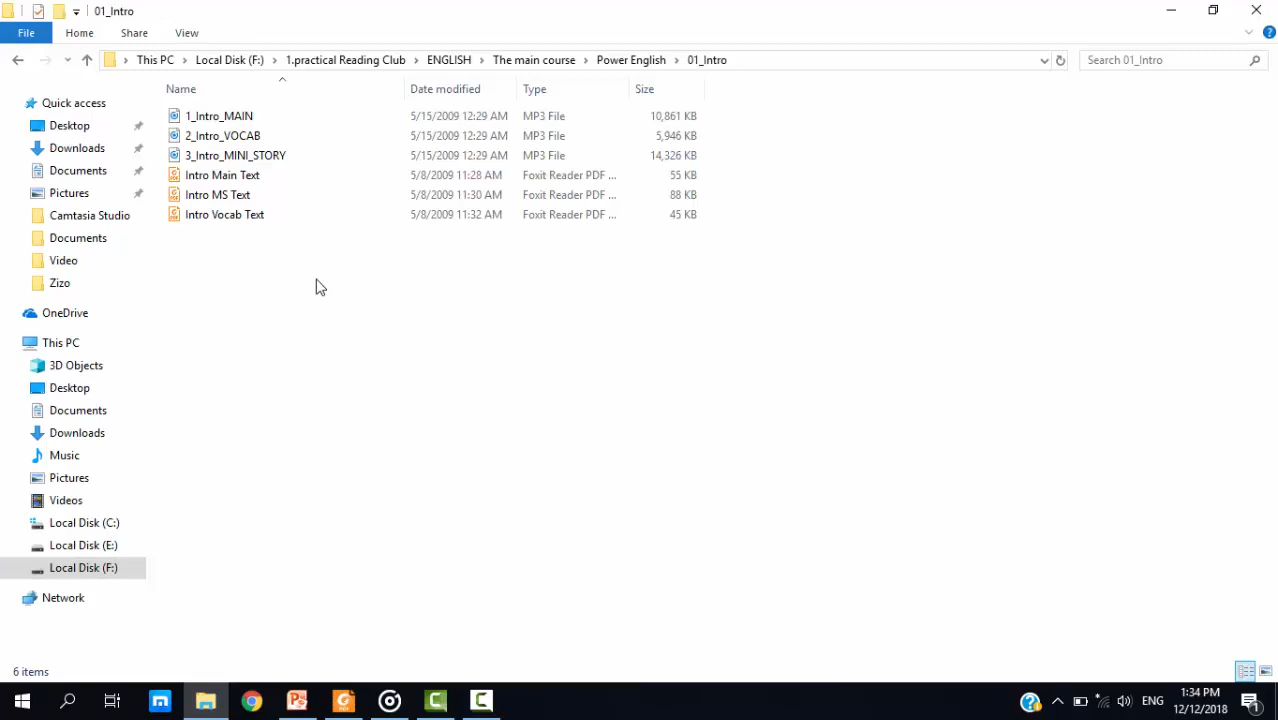 01_Intro
File Home Share View
This PC Local Disk (F:) 1.practical Reading Club ENGLISH The main course Power English 01_Intro Search 01_Intro
Name Date modified Type Size
1_Intro_MAIN 5/15/2009 12:29 AM MP3 File 10,861 KB
2_Intro_VOCAB 5/15/2009 12:29 AM MP3 File 5,946 KB
3_Intro_MINI_STORY 5/15/2009 12:29 AM MP3 File 14,326 KB
Intro Main Text 5/8/2009 11:28 AM Foxit Reader PDF ... 55 KB
Intro MS Text 5/8/2009 11:30 AM Foxit Reader PDF ... 88 KB
Intro Vocab Text 5/8/2009 11:32 AM Foxit Reader PDF ... 45 KB
Quick access
Desktop
Downloads
Documents
Pictures
Camtasia Studio
Documents
Video
Zizo
OneDrive
This PC
3D Objects
Desktop
Documents
Downloads
Music
Pictures
Videos
Local Disk (C:)
Local Disk (E:)
Local Disk (F:)
Network
6 items
ENG 1:34 PM
12/12/2018 1